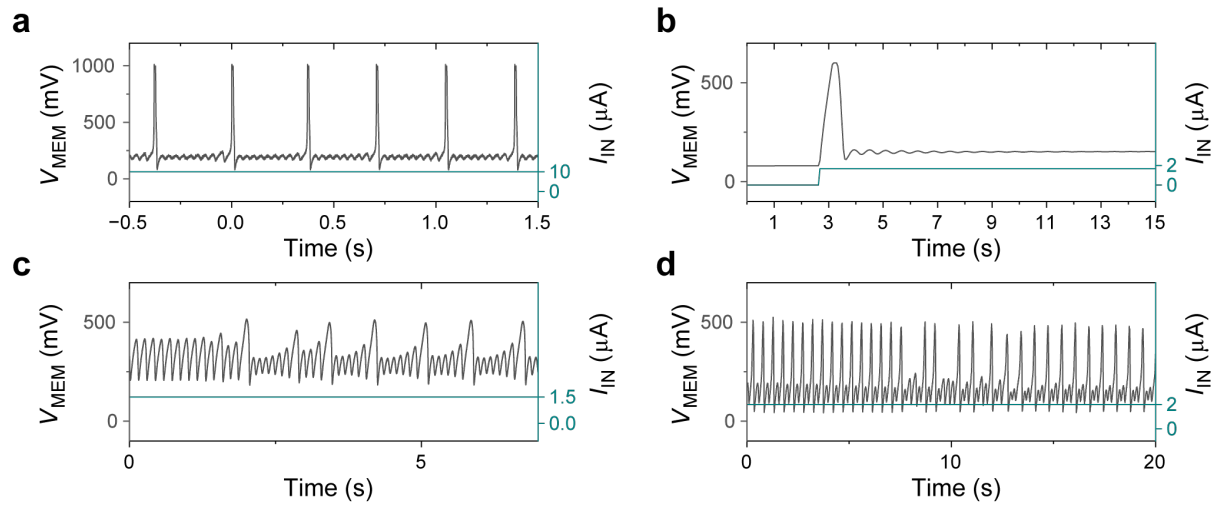 a
V_MEM (mV)
1000
500
0
I_IN (μA)
10
0
−0.5 0.0 0.5 1.0 1.5
Time (s)
b
V_MEM (mV)
500
0
I_IN (μA)
2
0
1 3 5 7 9 11 13 15
Time (s)
c
V_MEM (mV)
500
0
I_IN (μA)
1.5
0.0
0 5
Time (s)
d
V_MEM (mV)
500
0
I_IN (μA)
2
0
0 10 20
Time (s)